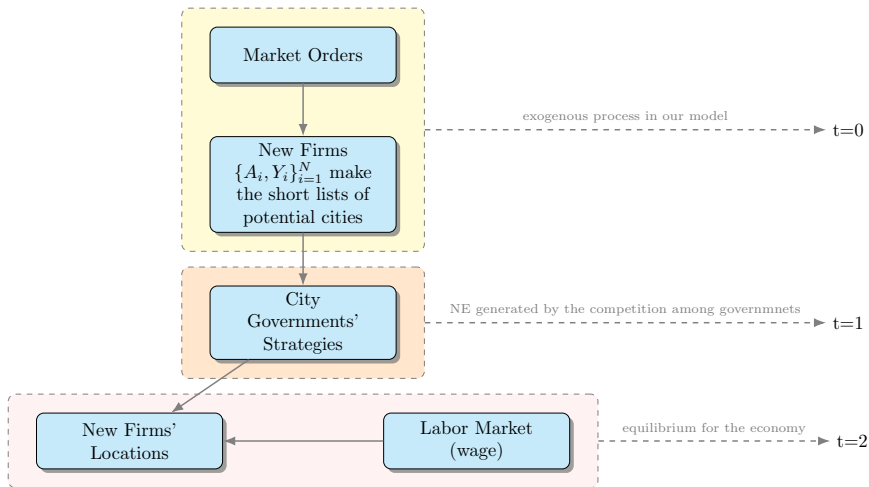 Market Orders
exogenous process in our model
t=0
New Firms
$\{A_i, Y_i\}_{i=1}^{N}$ make
the short lists of
potential cities
City
Governments'
Strategies
NE generated by the competition among governmnets
t=1
New Firms'
Locations
Labor Market
(wage)
equilibrium for the economy
t=2